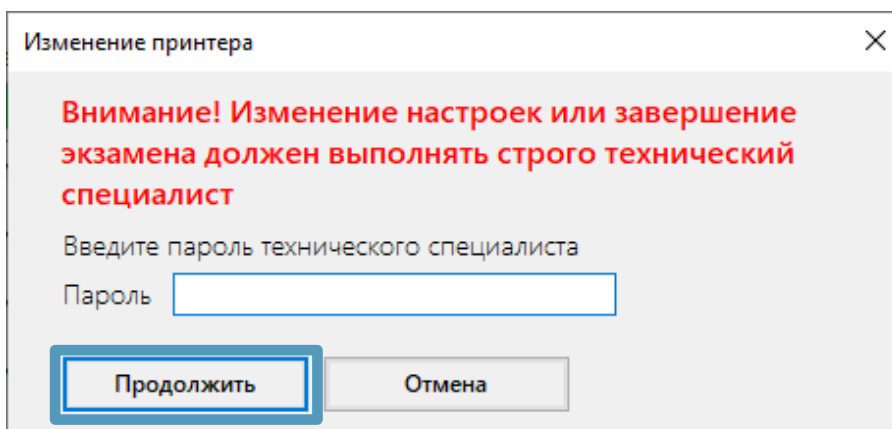 Изменение принтера
Внимание! Изменение настроек или завершение
экзамена должен выполнять строго технический
специалист
Введите пароль технического специалиста
Пароль
Продолжить Отмена